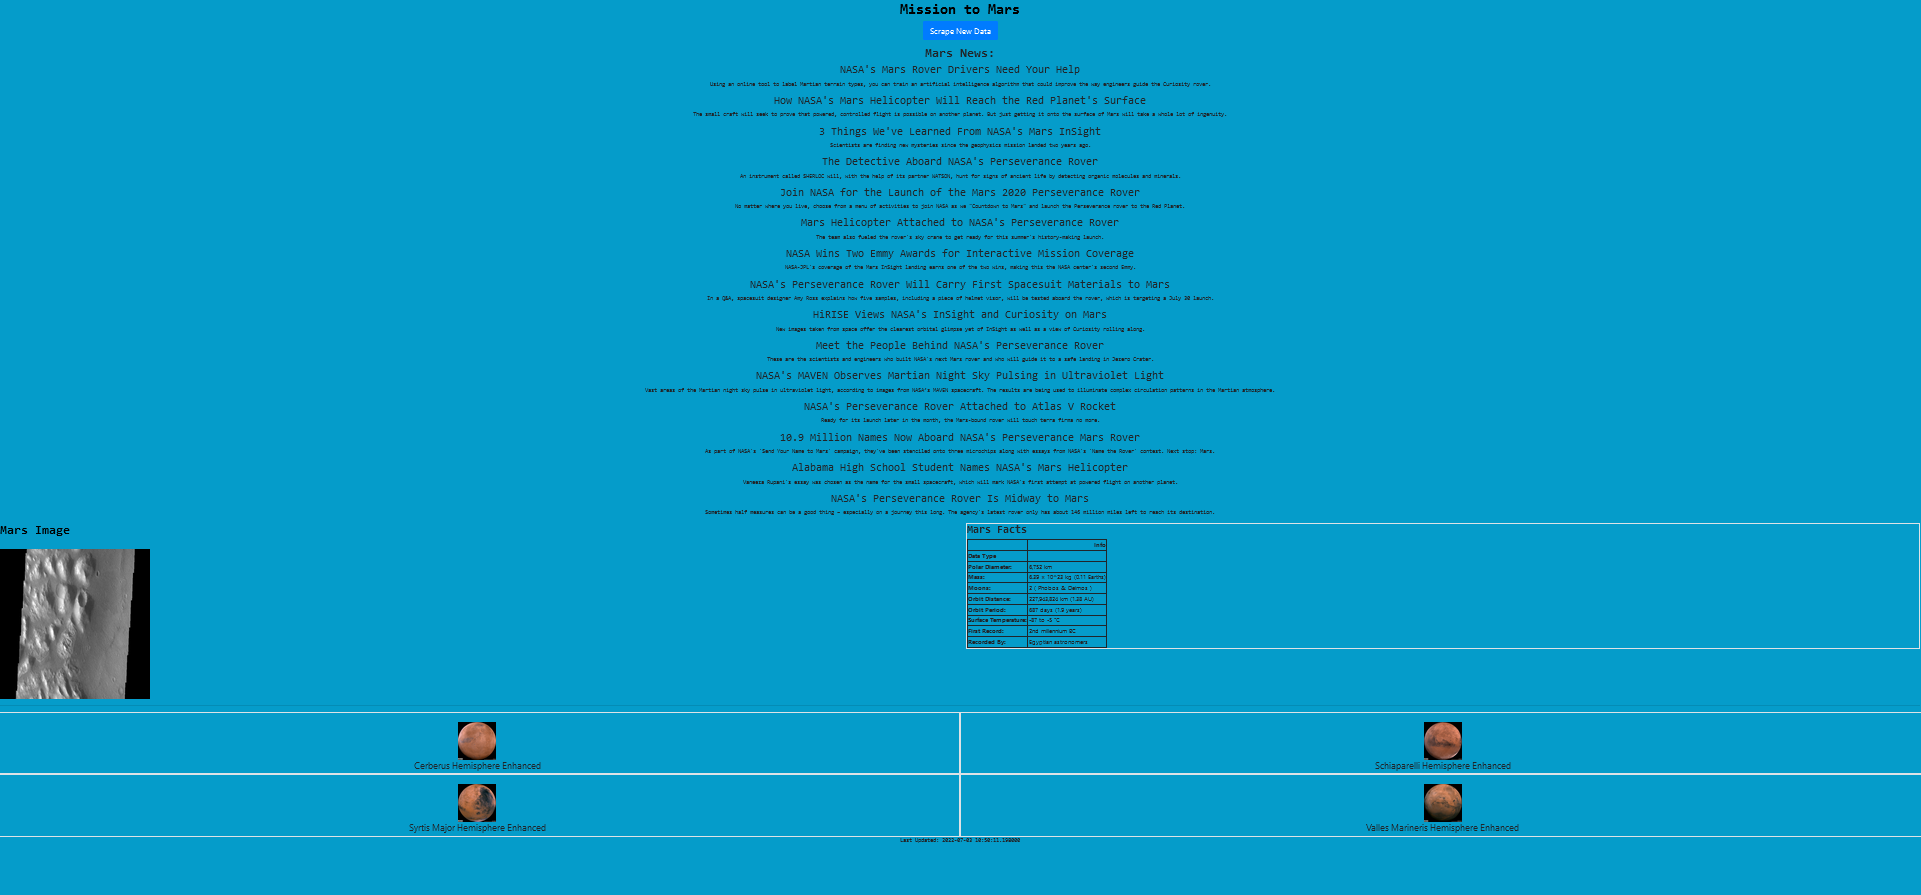 Mission to Mars
Scrape New Data
Mars News:
NASA's Mars Rover Drivers Need Your Help
Using an online tool to label Martian terrain types, you can train an artificial intelligence algorithm that could improve the way engineers guide the Curiosity rover.
How NASA's Mars Helicopter Will Reach the Red Planet's Surface
The small craft will seek to prove that powered, controlled flight is possible on another planet. But just getting it onto the surface of Mars will take a whole lot of ingenuity.
3 Things We've Learned From NASA's Mars InSight
Scientists are finding new mysteries since the geophysics mission landed two years ago.
The Detective Aboard NASA's Perseverance Rover
An instrument called SHERLOC will, with the help of its partner WATSON, hunt for signs of ancient life by detecting organic molecules and minerals.
Join NASA for the Launch of the Mars 2020 Perseverance Rover
No matter where you live, choose from a menu of activities to join NASA as we "Countdown to Mars" and launch the Perseverance rover to the Red Planet.
Mars Helicopter Attached to NASA's Perseverance Rover
The team also fueled the rover's sky crane to get ready for this summer's history-making launch.
NASA Wins Two Emmy Awards for Interactive Mission Coverage
NASA-JPL's coverage of the Mars InSight landing earns one of the two wins, making this the NASA center's second Emmy.
NASA's Perseverance Rover Will Carry First Spacesuit Materials to Mars
In a Q&A, spacesuit designer Amy Ross explains how five samples, including a piece of helmet visor, will be tested aboard the rover, which is targeting a July 30 launch.
HiRISE Views NASA's InSight and Curiosity on Mars
New images taken from space offer the clearest orbital glimpse yet of InSight as well as a view of Curiosity rolling along.
Meet the People Behind NASA's Perseverance Rover
These are the scientists and engineers who built NASA's next Mars rover and who will guide it to a safe landing in Jezero Crater.
NASA's MAVEN Observes Martian Night Sky Pulsing in Ultraviolet Light
Vast areas of the Martian night sky pulse in ultraviolet light, according to images from NASA's MAVEN spacecraft. The results are being used to illuminate complex circulation patterns in the Martian atmosphere.
NASA's Perseverance Rover Attached to Atlas V Rocket
Ready for its launch later in the month, the Mars-bound rover will touch terra firma no more.
10.9 Million Names Now Aboard NASA's Perseverance Mars Rover
As part of NASA's 'Send Your Name to Mars' campaign, they've been stenciled onto three microchips along with essays from NASA's 'Name the Rover' contest. Next stop: Mars.
Alabama High School Student Names NASA's Mars Helicopter
Vaneeza Rupani's essay was chosen as the name for the small spacecraft, which will mark NASA's first attempt at powered flight on another planet.
NASA's Perseverance Rover Is Midway to Mars
Sometimes half measures can be a good thing – especially on a journey this long. The agency's latest rover only has about 146 million miles left to reach its destination.
Mars Image
Mars Facts
Info
Data Type
Polar Diameter: 6,752 km
Mass: 6.39 × 10^23 kg (0.11 Earths)
Moons: 2 ( Phobos & Deimos )
Orbit Distance: 227,943,824 km (1.38 AU)
Orbit Period: 687 days (1.9 years)
Surface Temperature: -87 to -5 °C
First Record: 2nd millennium BC
Recorded By: Egyptian astronomers
Cerberus Hemisphere Enhanced
Schiaparelli Hemisphere Enhanced
Syrtis Major Hemisphere Enhanced
Valles Marineris Hemisphere Enhanced
Last Updated: